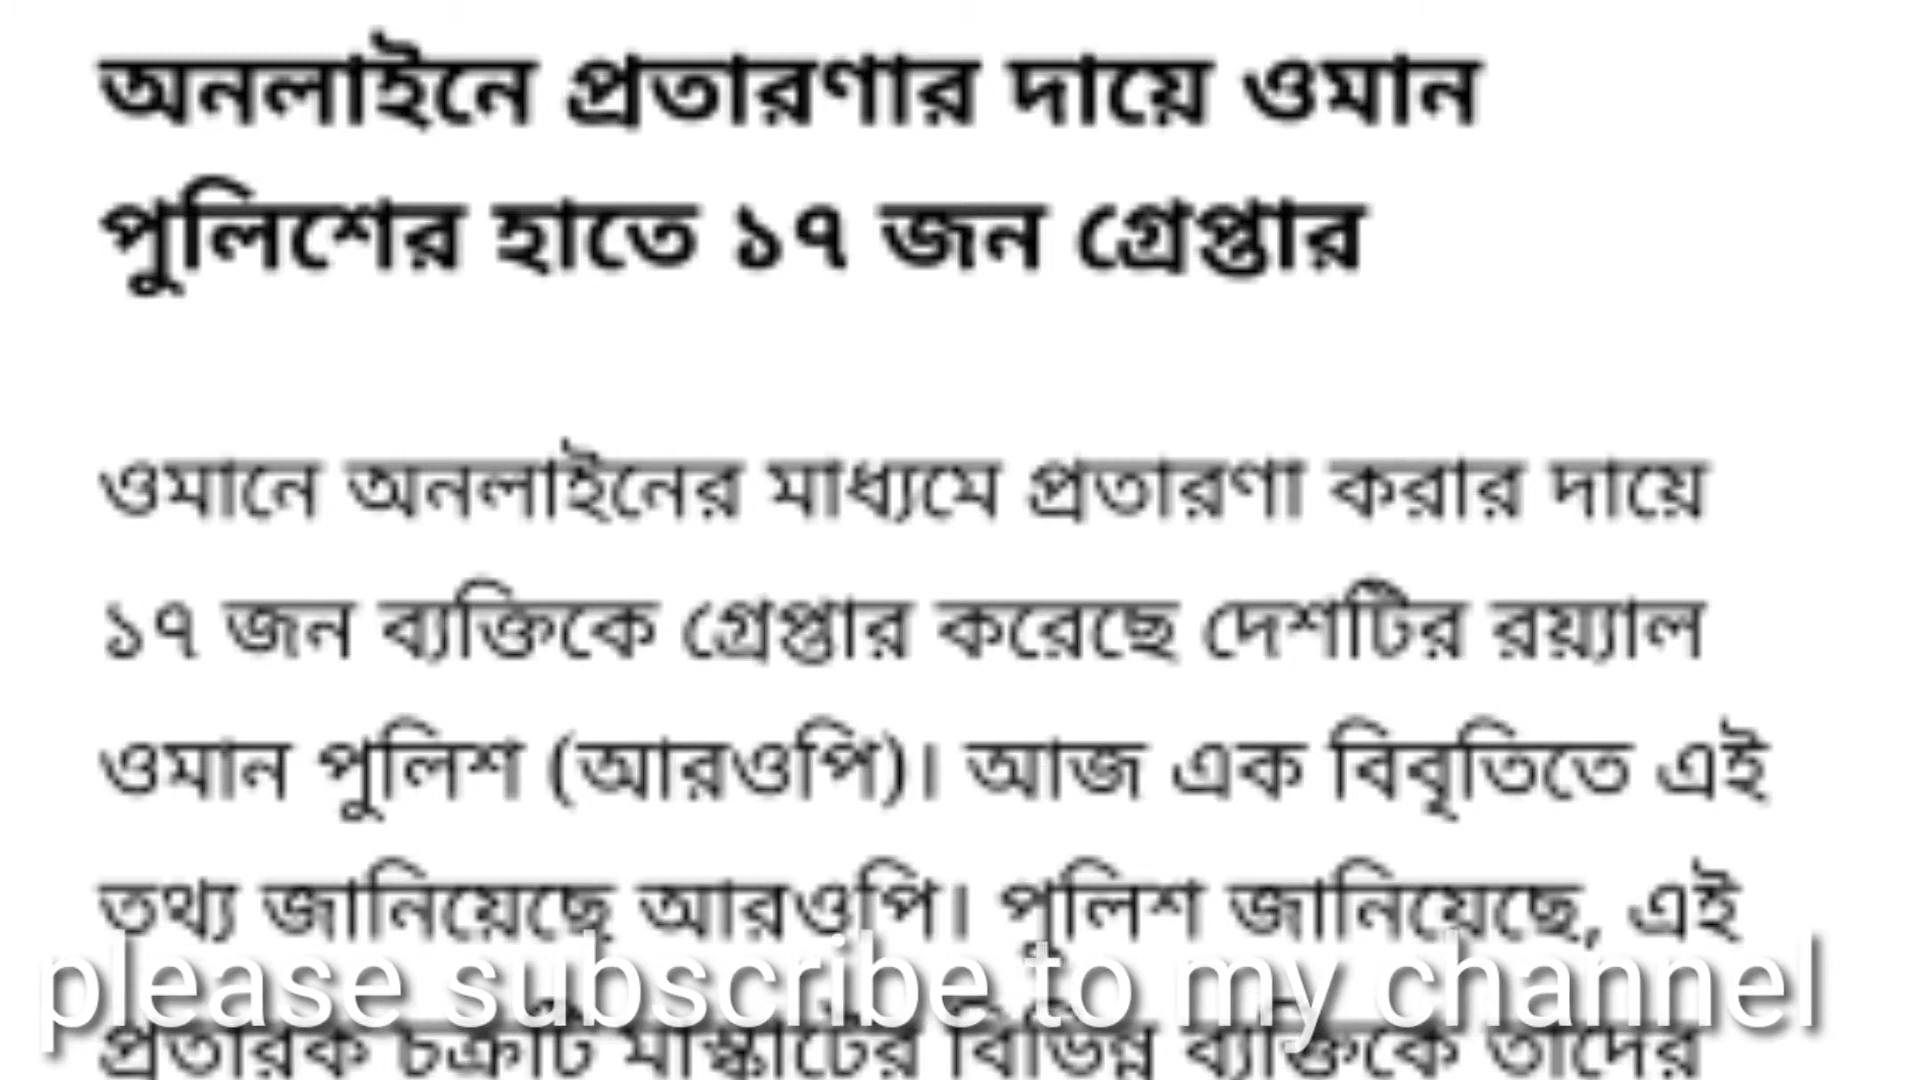 অনলাইনে প্রতারণার দায়ে ওমান
পুলিশের হাতে ১৭ জন গ্রেপ্তার
ওমানে অনলাইনের মাধ্যমে প্রতারণা করার দায়ে
১৭ জন ব্যক্তিকে গ্রেপ্তার করেছে দেশটির রয়্যাল
ওমান পুলিশ (আরওপি)। আজ এক বিবৃতিতে এই
তথ্য জানিয়েছে আরওপি। পুলিশ জানিয়েছে, এই
please subscribe to my channel
প্রতারক চক্রটি মাস্কাটের বিভিন্ন ব্যক্তিকে তাদের